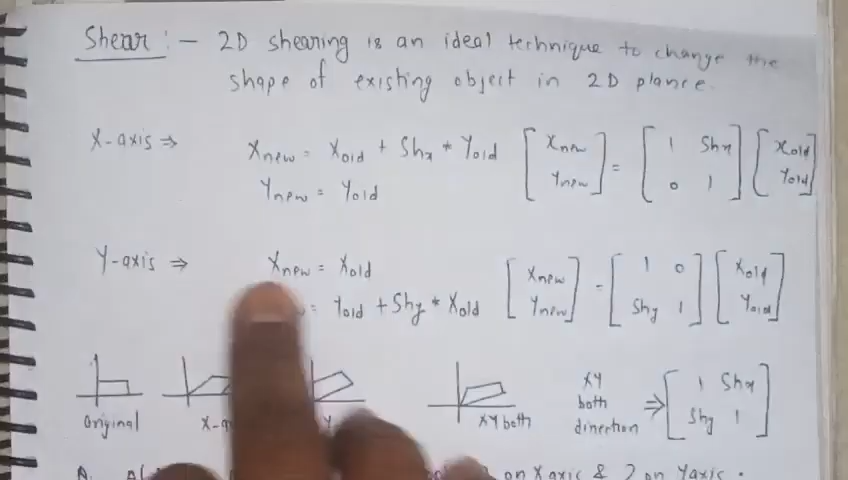 Shear :- 2D shearing is an ideal technique to change the
shape of existing object in 2D plance.
X-axis ⇒ Xnew = Xold + Shx * Yold [Xnew Ynew] = [1 Shx 0 1] [Xold Yold]
Ynew = Yold
Y-axis ⇒ Xnew = Xold [Xnew Ynew] = [1 0 Shy 1] [Xold Yold]
= Yold + Shy * Xold
Original X-a Y XY both
XY both direction ⇒ [1 Shx Shy 1]
on X axis & 2 on Y axis.